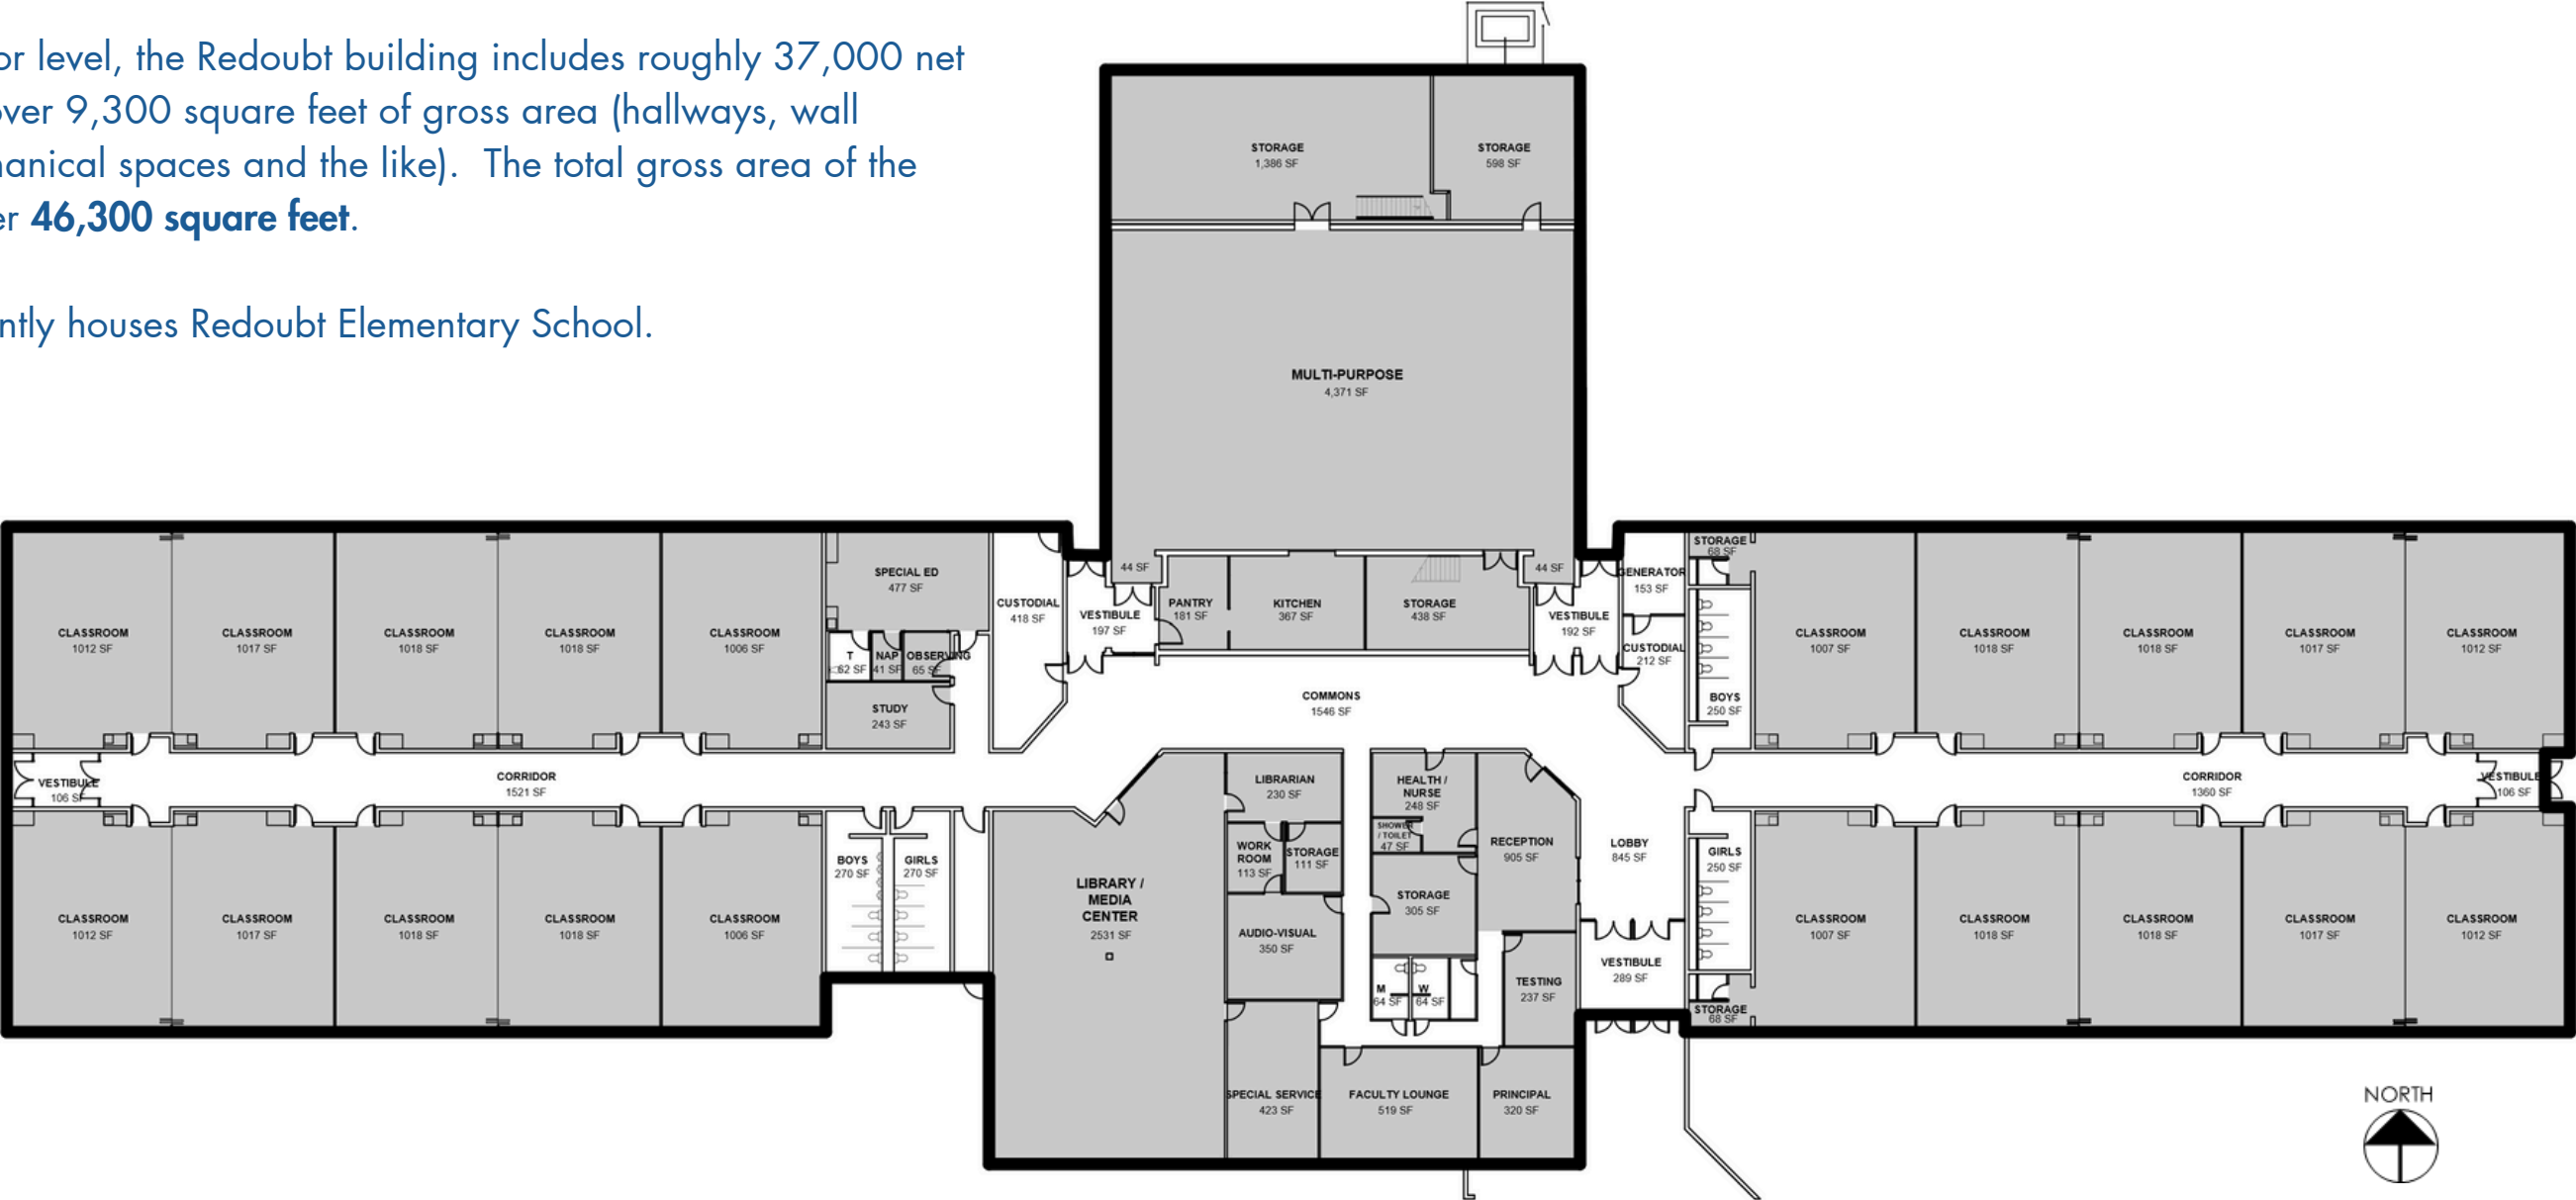 or level, the Redoubt building includes roughly 37,000 net
over 9,300 square feet of gross area (hallways, wall
hanical spaces and the like).  The total gross area of the
er 46,300 square feet.
ntly houses Redoubt Elementary School.
STORAGE
1,386 SF
STORAGE
598 SF
MULTI-PURPOSE
4,371 SF
CLASSROOM
1012 SF
CLASSROOM
1017 SF
CLASSROOM
1018 SF
CLASSROOM
1018 SF
CLASSROOM
1006 SF
SPECIAL ED
477 SF
T
62 SF
NAP
41 SF
OBSERVING
65 SF
STUDY
243 SF
CUSTODIAL
418 SF
VESTIBULE
197 SF
44 SF
PANTRY
181 SF
KITCHEN
367 SF
STORAGE
438 SF
44 SF
VESTIBULE
192 SF
GENERATOR
153 SF
CUSTODIAL
212 SF
STORAGE
68 SF
BOYS
250 SF
CLASSROOM
1007 SF
CLASSROOM
1018 SF
CLASSROOM
1018 SF
CLASSROOM
1017 SF
CLASSROOM
1012 SF
COMMONS
1546 SF
VESTIBULE
106 SF
CORRIDOR
1521 SF
CORRIDOR
1360 SF
VESTIBULE
106 SF
CLASSROOM
1012 SF
CLASSROOM
1017 SF
CLASSROOM
1018 SF
CLASSROOM
1018 SF
CLASSROOM
1006 SF
BOYS
270 SF
GIRLS
270 SF
LIBRARY /
MEDIA
CENTER
2531 SF
LIBRARIAN
230 SF
WORK
ROOM
113 SF
STORAGE
111 SF
AUDIO-VISUAL
350 SF
SPECIAL SERVICE
423 SF
HEALTH /
NURSE
248 SF
SHOWER
/ TOILET
47 SF
STORAGE
305 SF
M
64 SF
W
64 SF
RECEPTION
905 SF
TESTING
237 SF
FACULTY LOUNGE
519 SF
PRINCIPAL
320 SF
LOBBY
845 SF
VESTIBULE
289 SF
GIRLS
250 SF
STORAGE
68 SF
CLASSROOM
1007 SF
CLASSROOM
1018 SF
CLASSROOM
1018 SF
CLASSROOM
1017 SF
CLASSROOM
1012 SF
NORTH